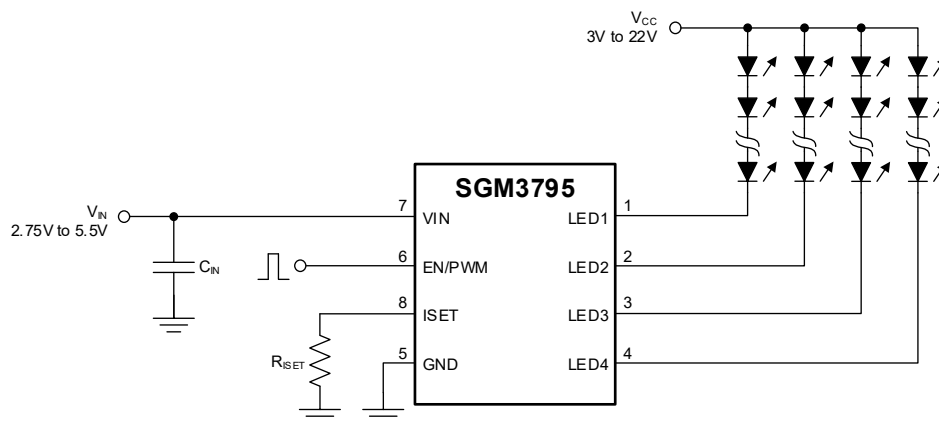 VCC
3V to 22V
SGM3795
VIN
2.75V to 5.5V
7
VIN
LED1
1
CIN
6
EN/PWM
LED2
2
8
ISET
LED3
3
RISET
5
GND
LED4
4